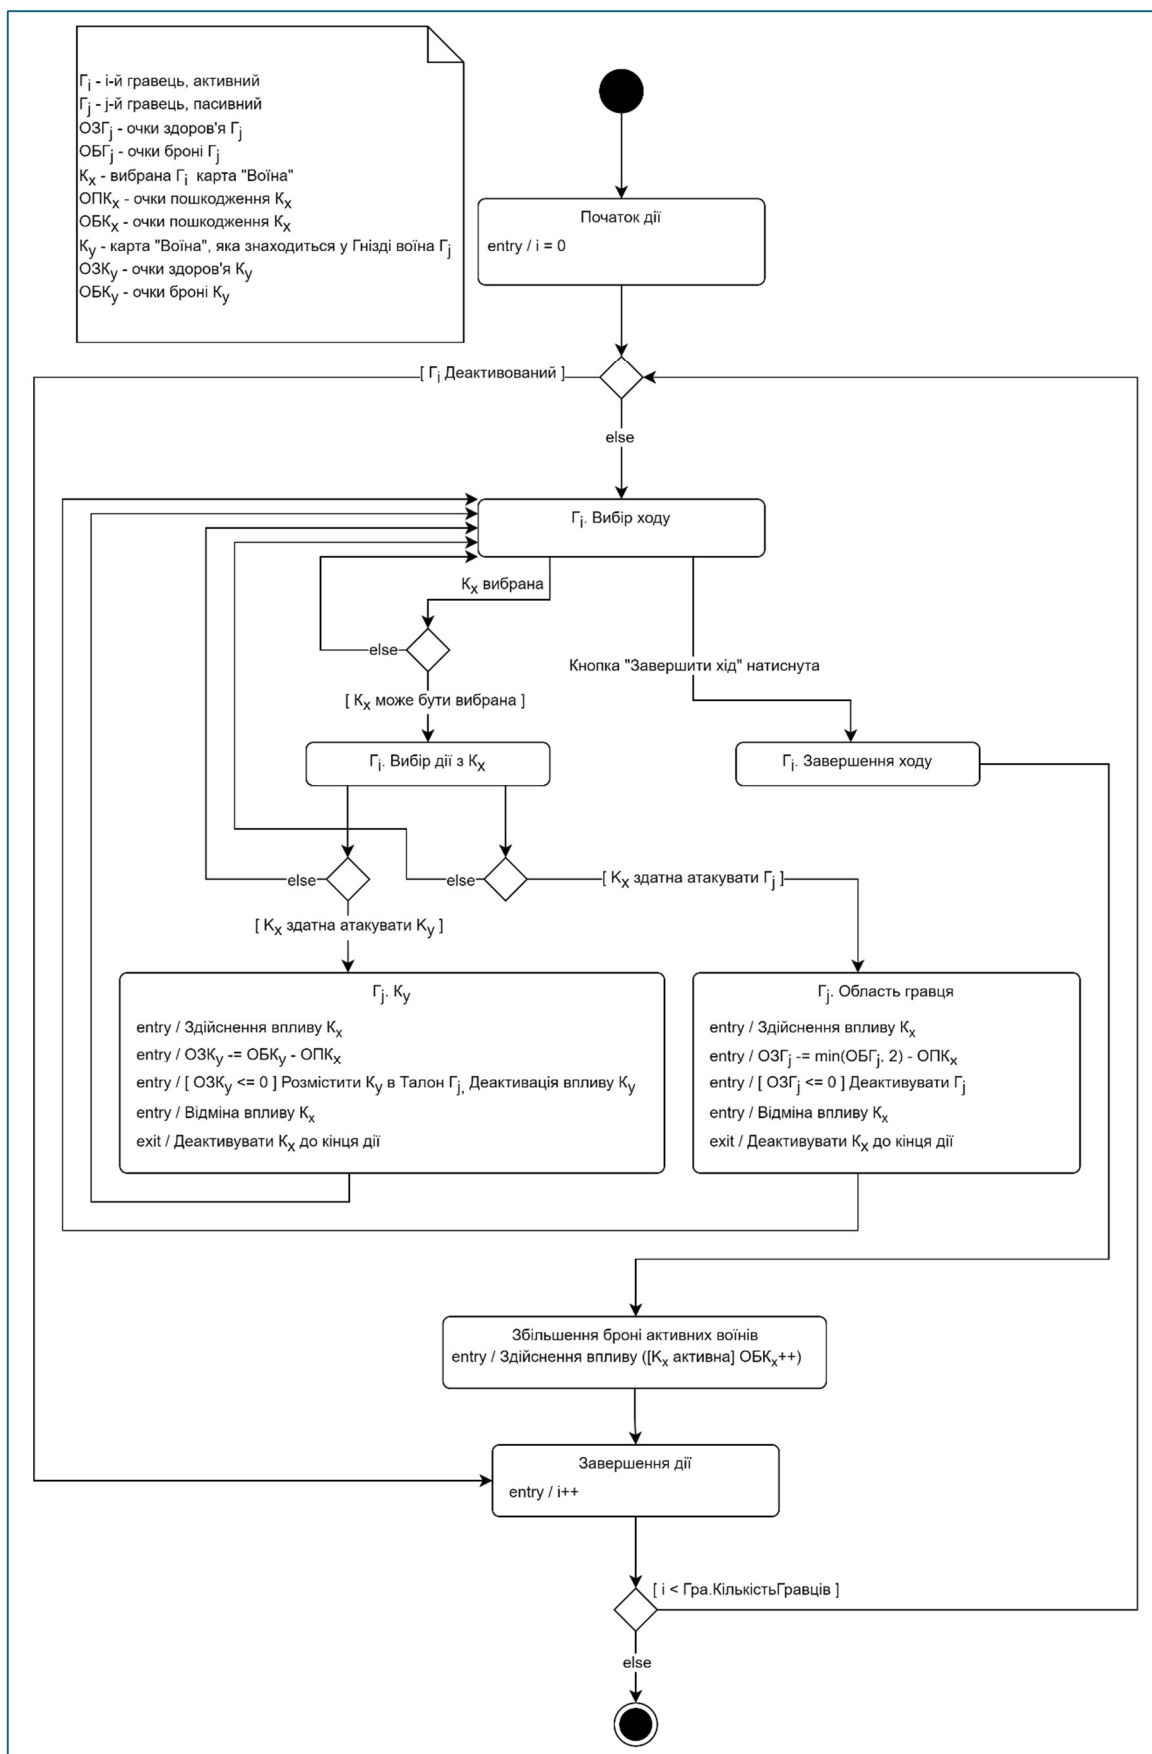 Гi - i-й гравець, активний
Гj - j-й гравець, пасивний
ОЗГj - очки здоров'я Гj
ОБГj - очки броні Гj
Кx - вибрана Гi карта "Воїна"
ОПКx - очки пошкодження Кx
ОБКx - очки пошкодження Кx
Кy - карта "Воїна", яка знаходиться у Гнізді воїна Гj
ОЗКy - очки здоров'я Кy
ОБКy - очки броні Кy
Початок дії
entry / i = 0
[ Гi Деактивований ]
else
Гi. Вибір ходу
Кx вибрана
else
Кнопка "Завершити хід" натиснута
[ Кx може бути вибрана ]
Гi. Вибір дії з Кx
Гi. Завершення ходу
else
else
[ Кx здатна атакувати Гj ]
[ Кx здатна атакувати Кy ]
Гj. Кy
entry / Здійснення впливу Кx
entry / ОЗКy -= ОБКy - ОПКx
entry / [ ОЗКy <= 0 ] Розмістити Кy в Талон Гj, Деактивація впливу Кy
entry / Відміна впливу Кx
exit / Деактивувати Кx до кінця дії
Гj. Область гравця
entry / Здійснення впливу Кx
entry / ОЗГj -= min(ОБГj, 2) - ОПКx
entry / [ ОЗГj <= 0 ] Деактивувати Гj
entry / Відміна впливу Кx
exit / Деактивувати Кx до кінця дії
Збільшення броні активних воїнів
entry / Здійснення впливу ([Кx активна] ОБКx++)
Завершення дії
entry / i++
[ i < Гра.КількістьГравців ]
else